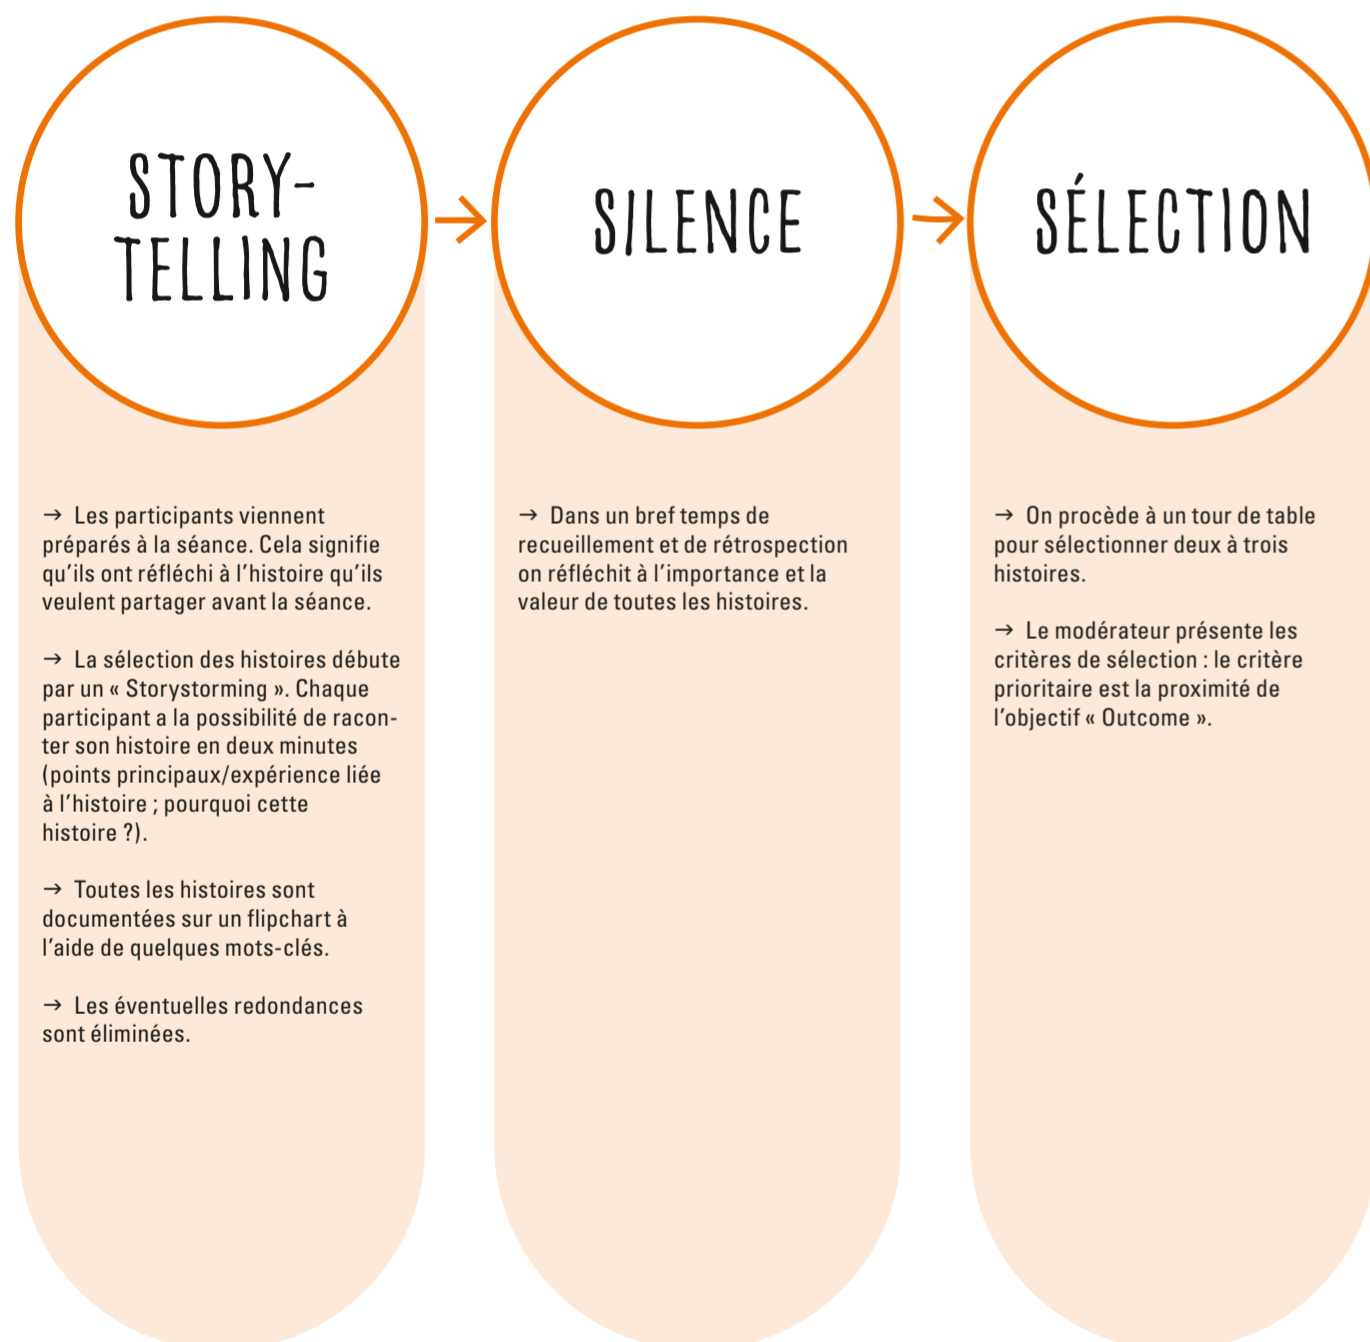 STORY-
TELLING
→ Les participants viennent
préparés à la séance. Cela signifie
qu’ils ont réfléchi à l’histoire qu’ils
veulent partager avant la séance.
→ La sélection des histoires débute
par un « Storystorming ». Chaque
participant a la possibilité de racon-
ter son histoire en deux minutes
(points principaux/expérience liée
à l’histoire ; pourquoi cette
histoire ?).
→ Toutes les histoires sont
documentées sur un flipchart à
l’aide de quelques mots-clés.
→ Les éventuelles redondances
sont éliminées.
SILENCE
→ Dans un bref temps de
recueillement et de rétrospection
on réfléchit à l’importance et la
valeur de toutes les histoires.
SÉLECTION
→ On procède à un tour de table
pour sélectionner deux à trois
histoires.
→ Le modérateur présente les
critères de sélection : le critère
prioritaire est la proximité de
l’objectif « Outcome ».